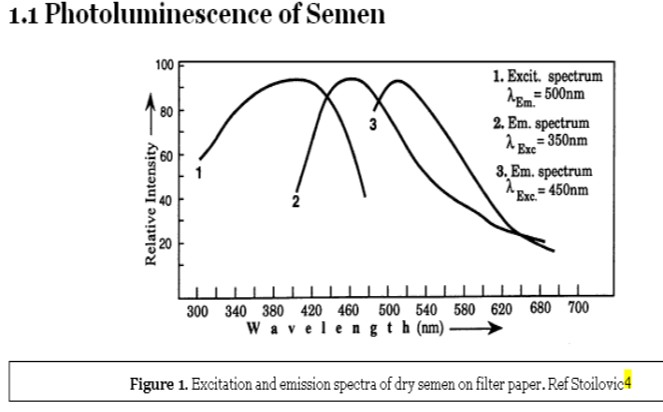 1.1 Photoluminescence of Semen
100
80
60
40
20
Relative Intensity
1
2
3
1. Excit. spectrum
λEm. = 500nm
2. Em. spectrum
λExc = 350nm
3. Em. spectrum
λExc. = 450nm
300 340 380 420 460 500 540 580 620 680 700
Wavelength (nm)
Figure 1. Excitation and emission spectra of dry semen on filter paper. Ref Stoilovic4